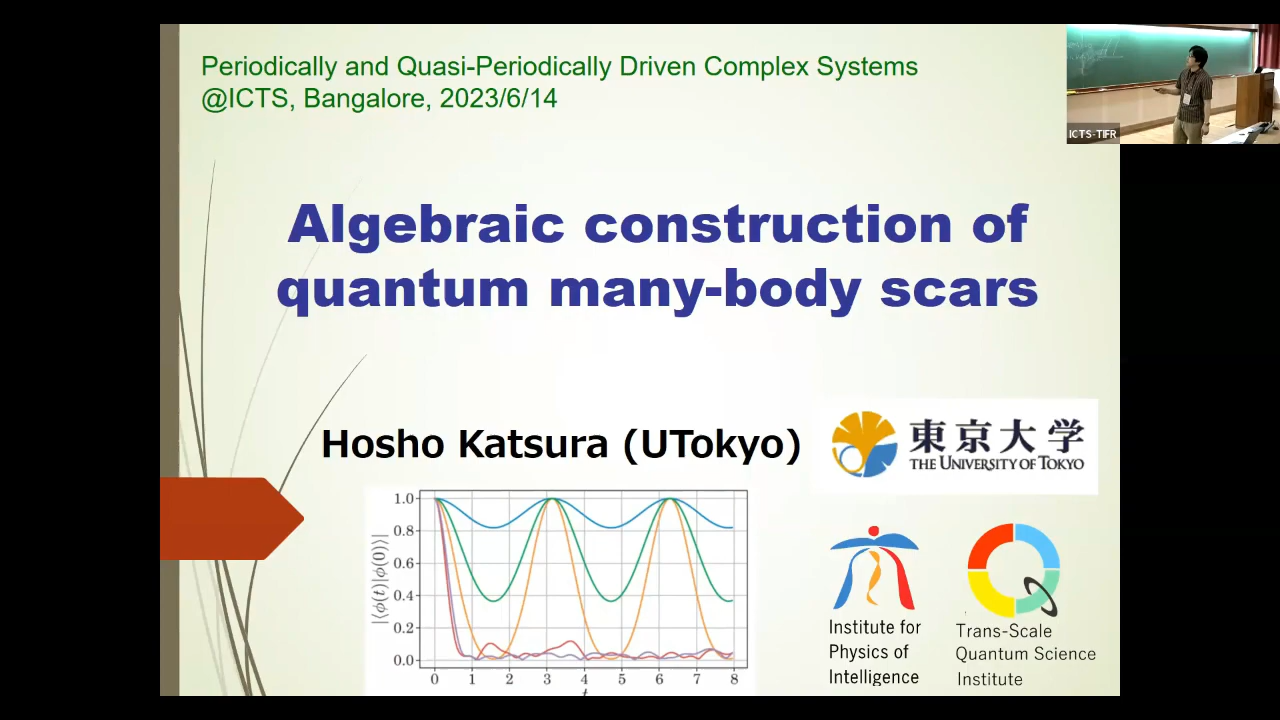 Periodically and Quasi-Periodically Driven Complex Systems
@ICTS, Bangalore, 2023/6/14
ICTS-TIFR
Algebraic construction of
quantum many-body scars
Hosho Katsura (UTokyo)
東京大学
THE UNIVERSITY OF TOKYO
|⟨ϕ(t)|ϕ(0)⟩|
1.0
0.8
0.6
0.4
0.2
0.0
0 1 2 3 4 5 6 7 8
t
Institute for
Physics of
Intelligence
Trans-Scale
Quantum Science
Institute